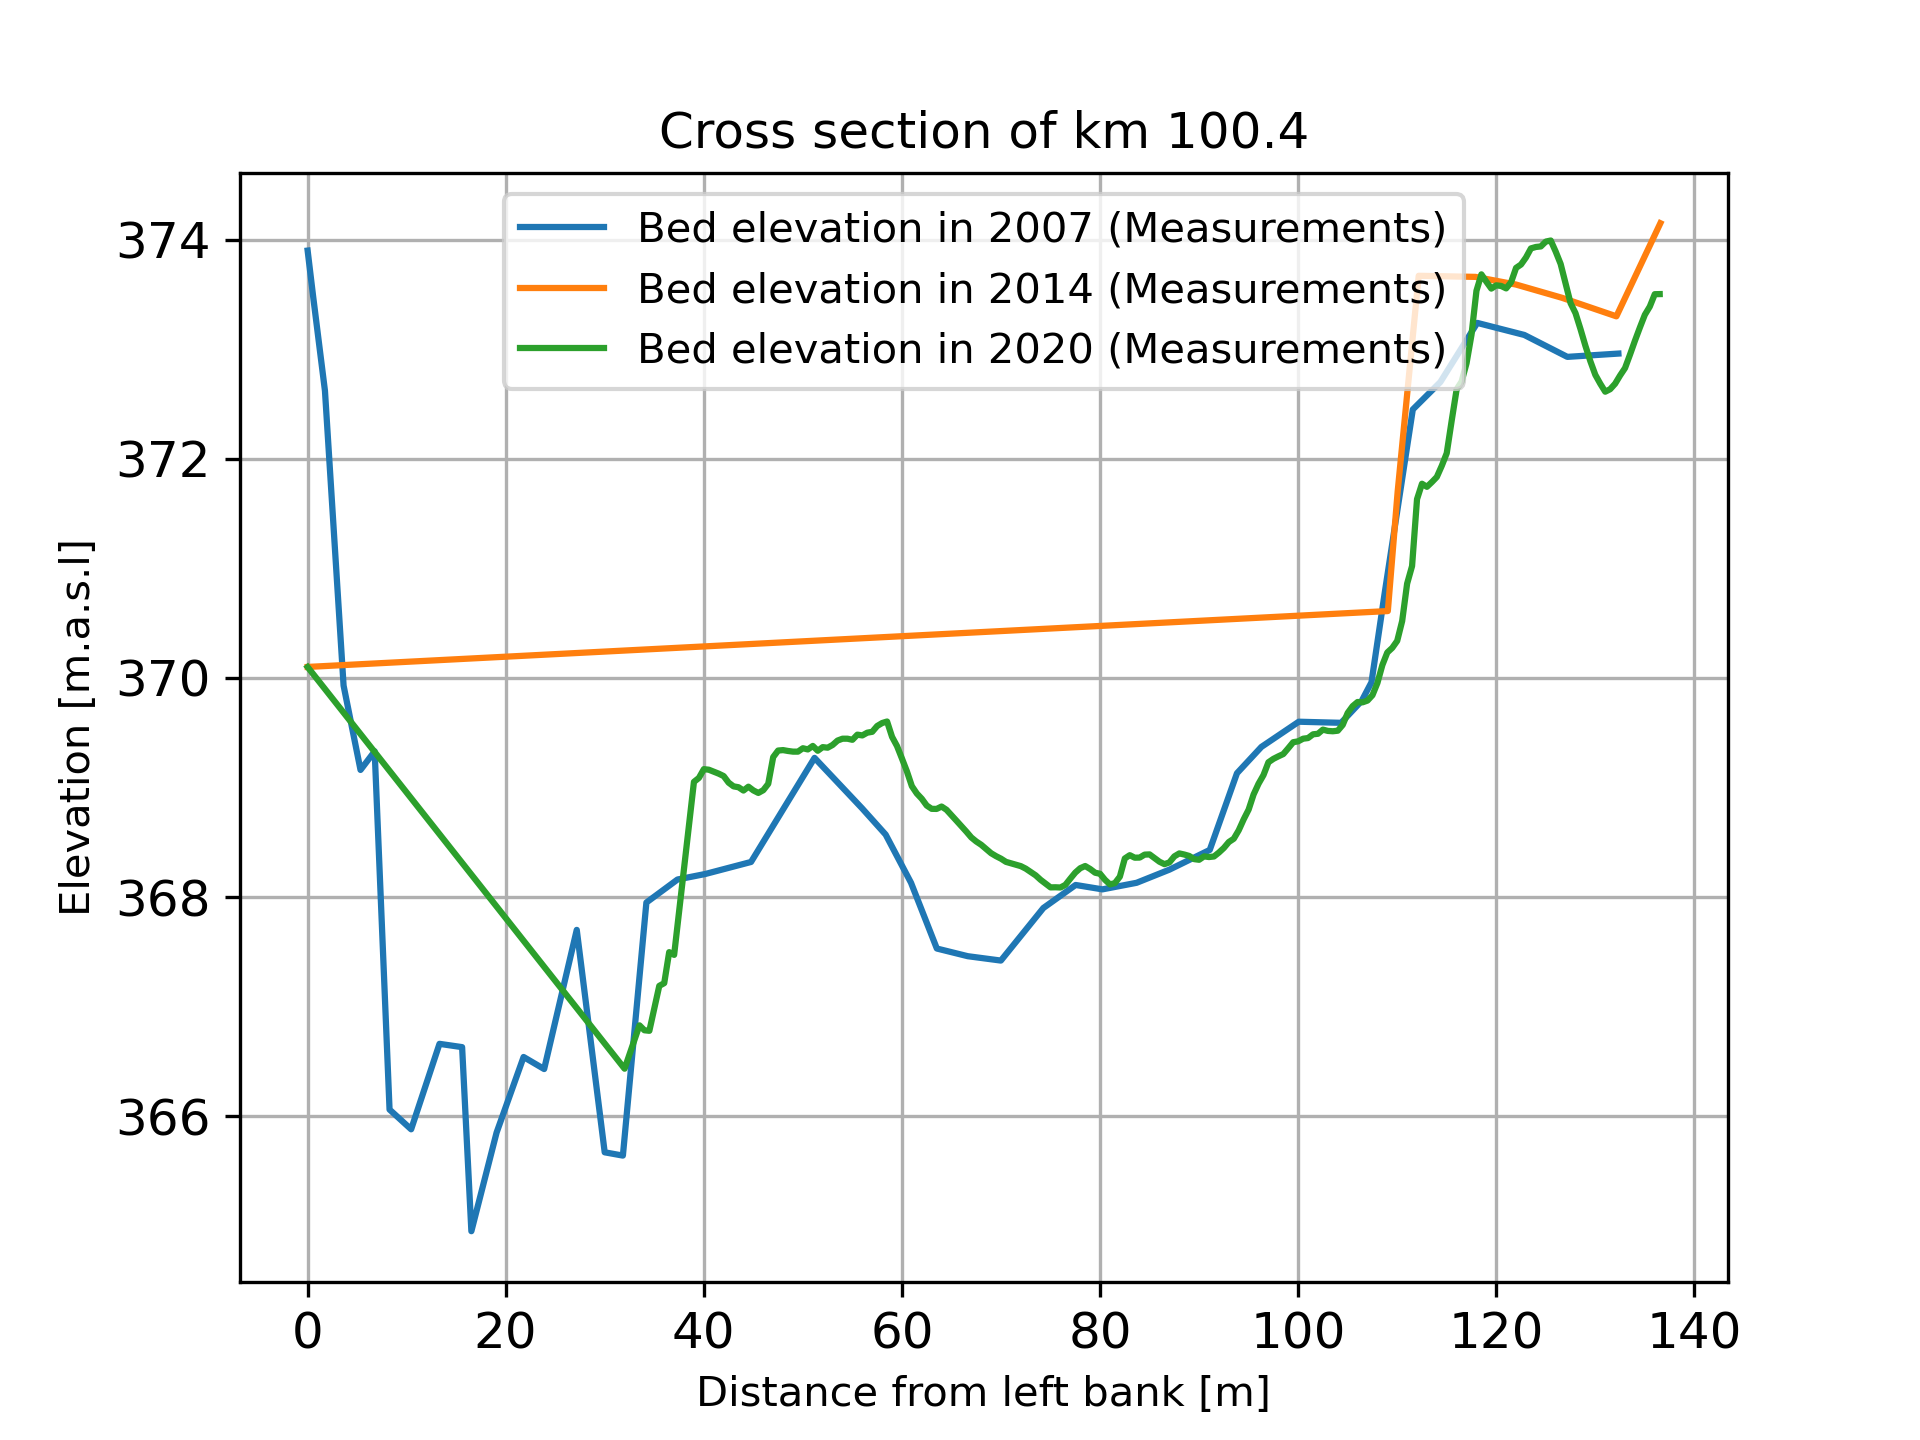 Cross section of km 100.4
Bed elevation in 2007 (Measurements)
Bed elevation in 2014 (Measurements)
Bed elevation in 2020 (Measurements)
374
372
370
368
366
Elevation [m.a.s.l]
0 20 40 60 80 100 120 140
Distance from left bank [m]